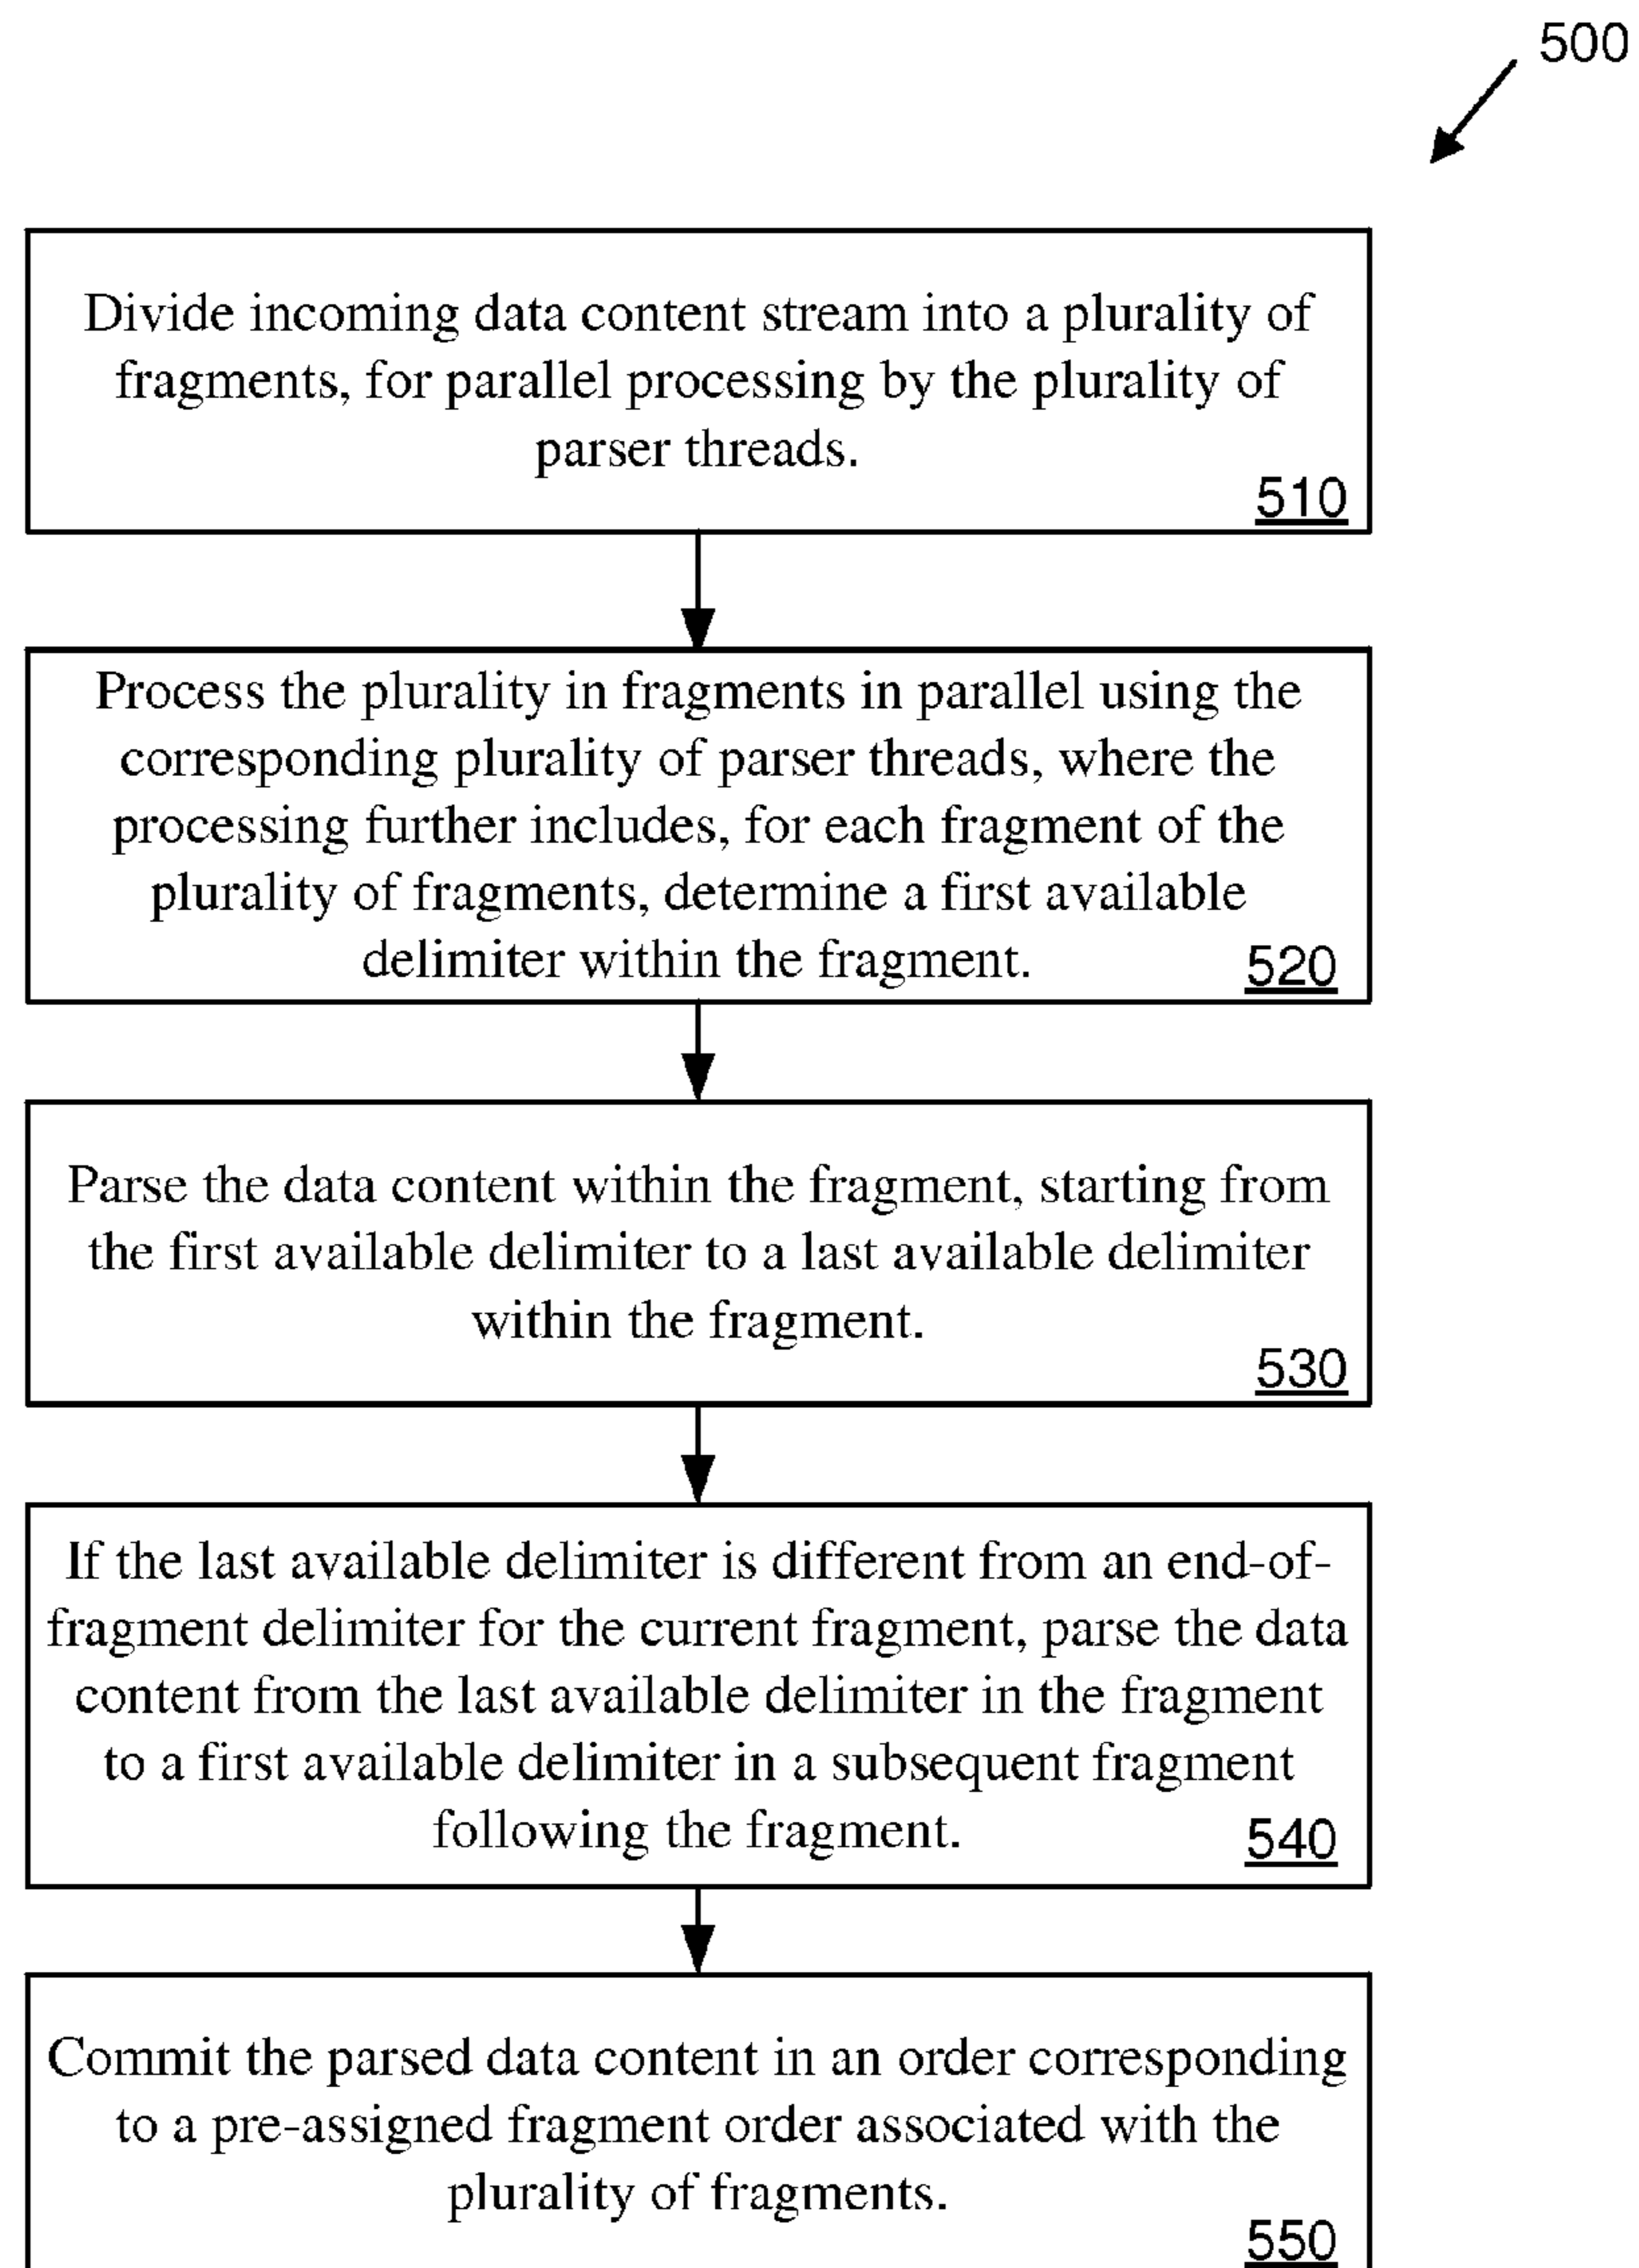 500
Divide incoming data content stream into a plurality of
fragments, for parallel processing by the plurality of
parser threads.
510
Process the plurality in fragments in parallel using the
corresponding plurality of parser threads, where the
processing further includes, for each fragment of the
plurality of fragments, determine a first available
delimiter within the fragment.
520
Parse the data content within the fragment, starting from
the first available delimiter to a last available delimiter
within the fragment.
530
If the last available delimiter is different from an end-of-
fragment delimiter for the current fragment, parse the data
content from the last available delimiter in the fragment
to a first available delimiter in a subsequent fragment
following the fragment.
540
Commit the parsed data content in an order corresponding
to a pre-assigned fragment order associated with the
plurality of fragments.
550